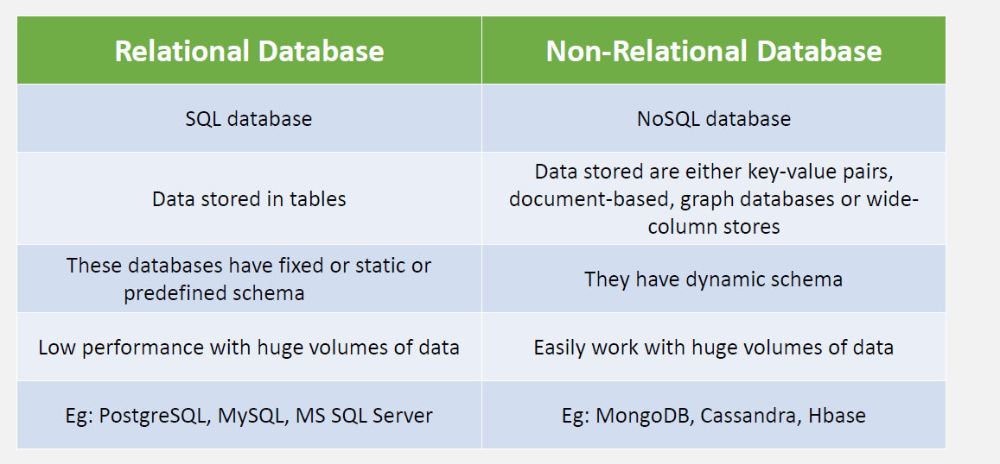 Relational Database
Non-Relational Database
SQL database
NoSQL database
Data stored in tables
Data stored are either key-value pairs,
document-based, graph databases or wide-
column stores
These databases have fixed or static or
predefined schema
They have dynamic schema
Low performance with huge volumes of data
Easily work with huge volumes of data
Eg: PostgreSQL, MySQL, MS SQL Server
Eg: MongoDB, Cassandra, Hbase